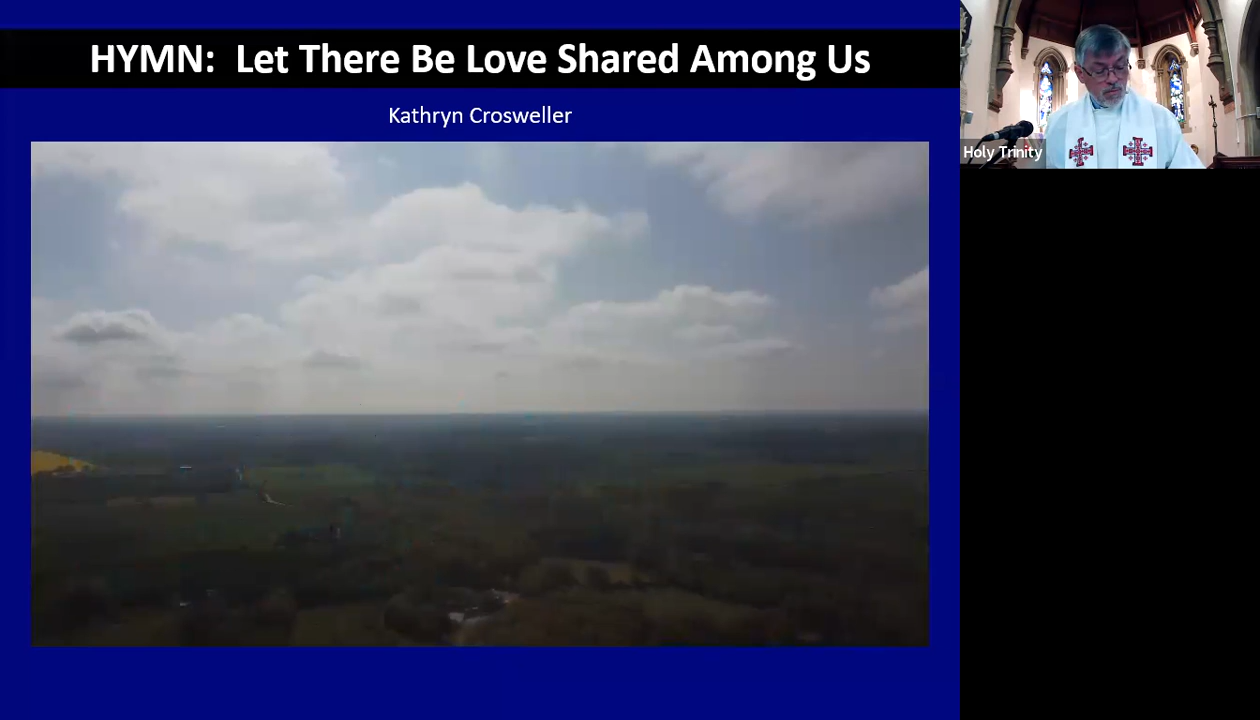 HYMN:  Let There Be Love Shared Among Us
Kathryn Crosweller
Holy Trinity